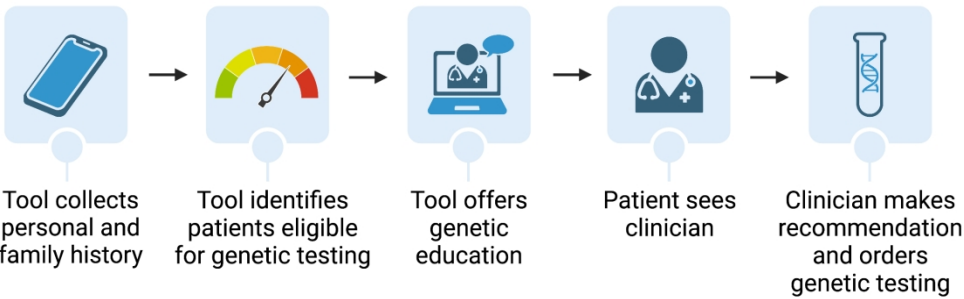 Tool collects
personal and
family history
Tool identifies
patients eligible
for genetic testing
Tool offers
genetic
education
Patient sees
clinician
Clinician makes
recommendation
and orders
genetic testing